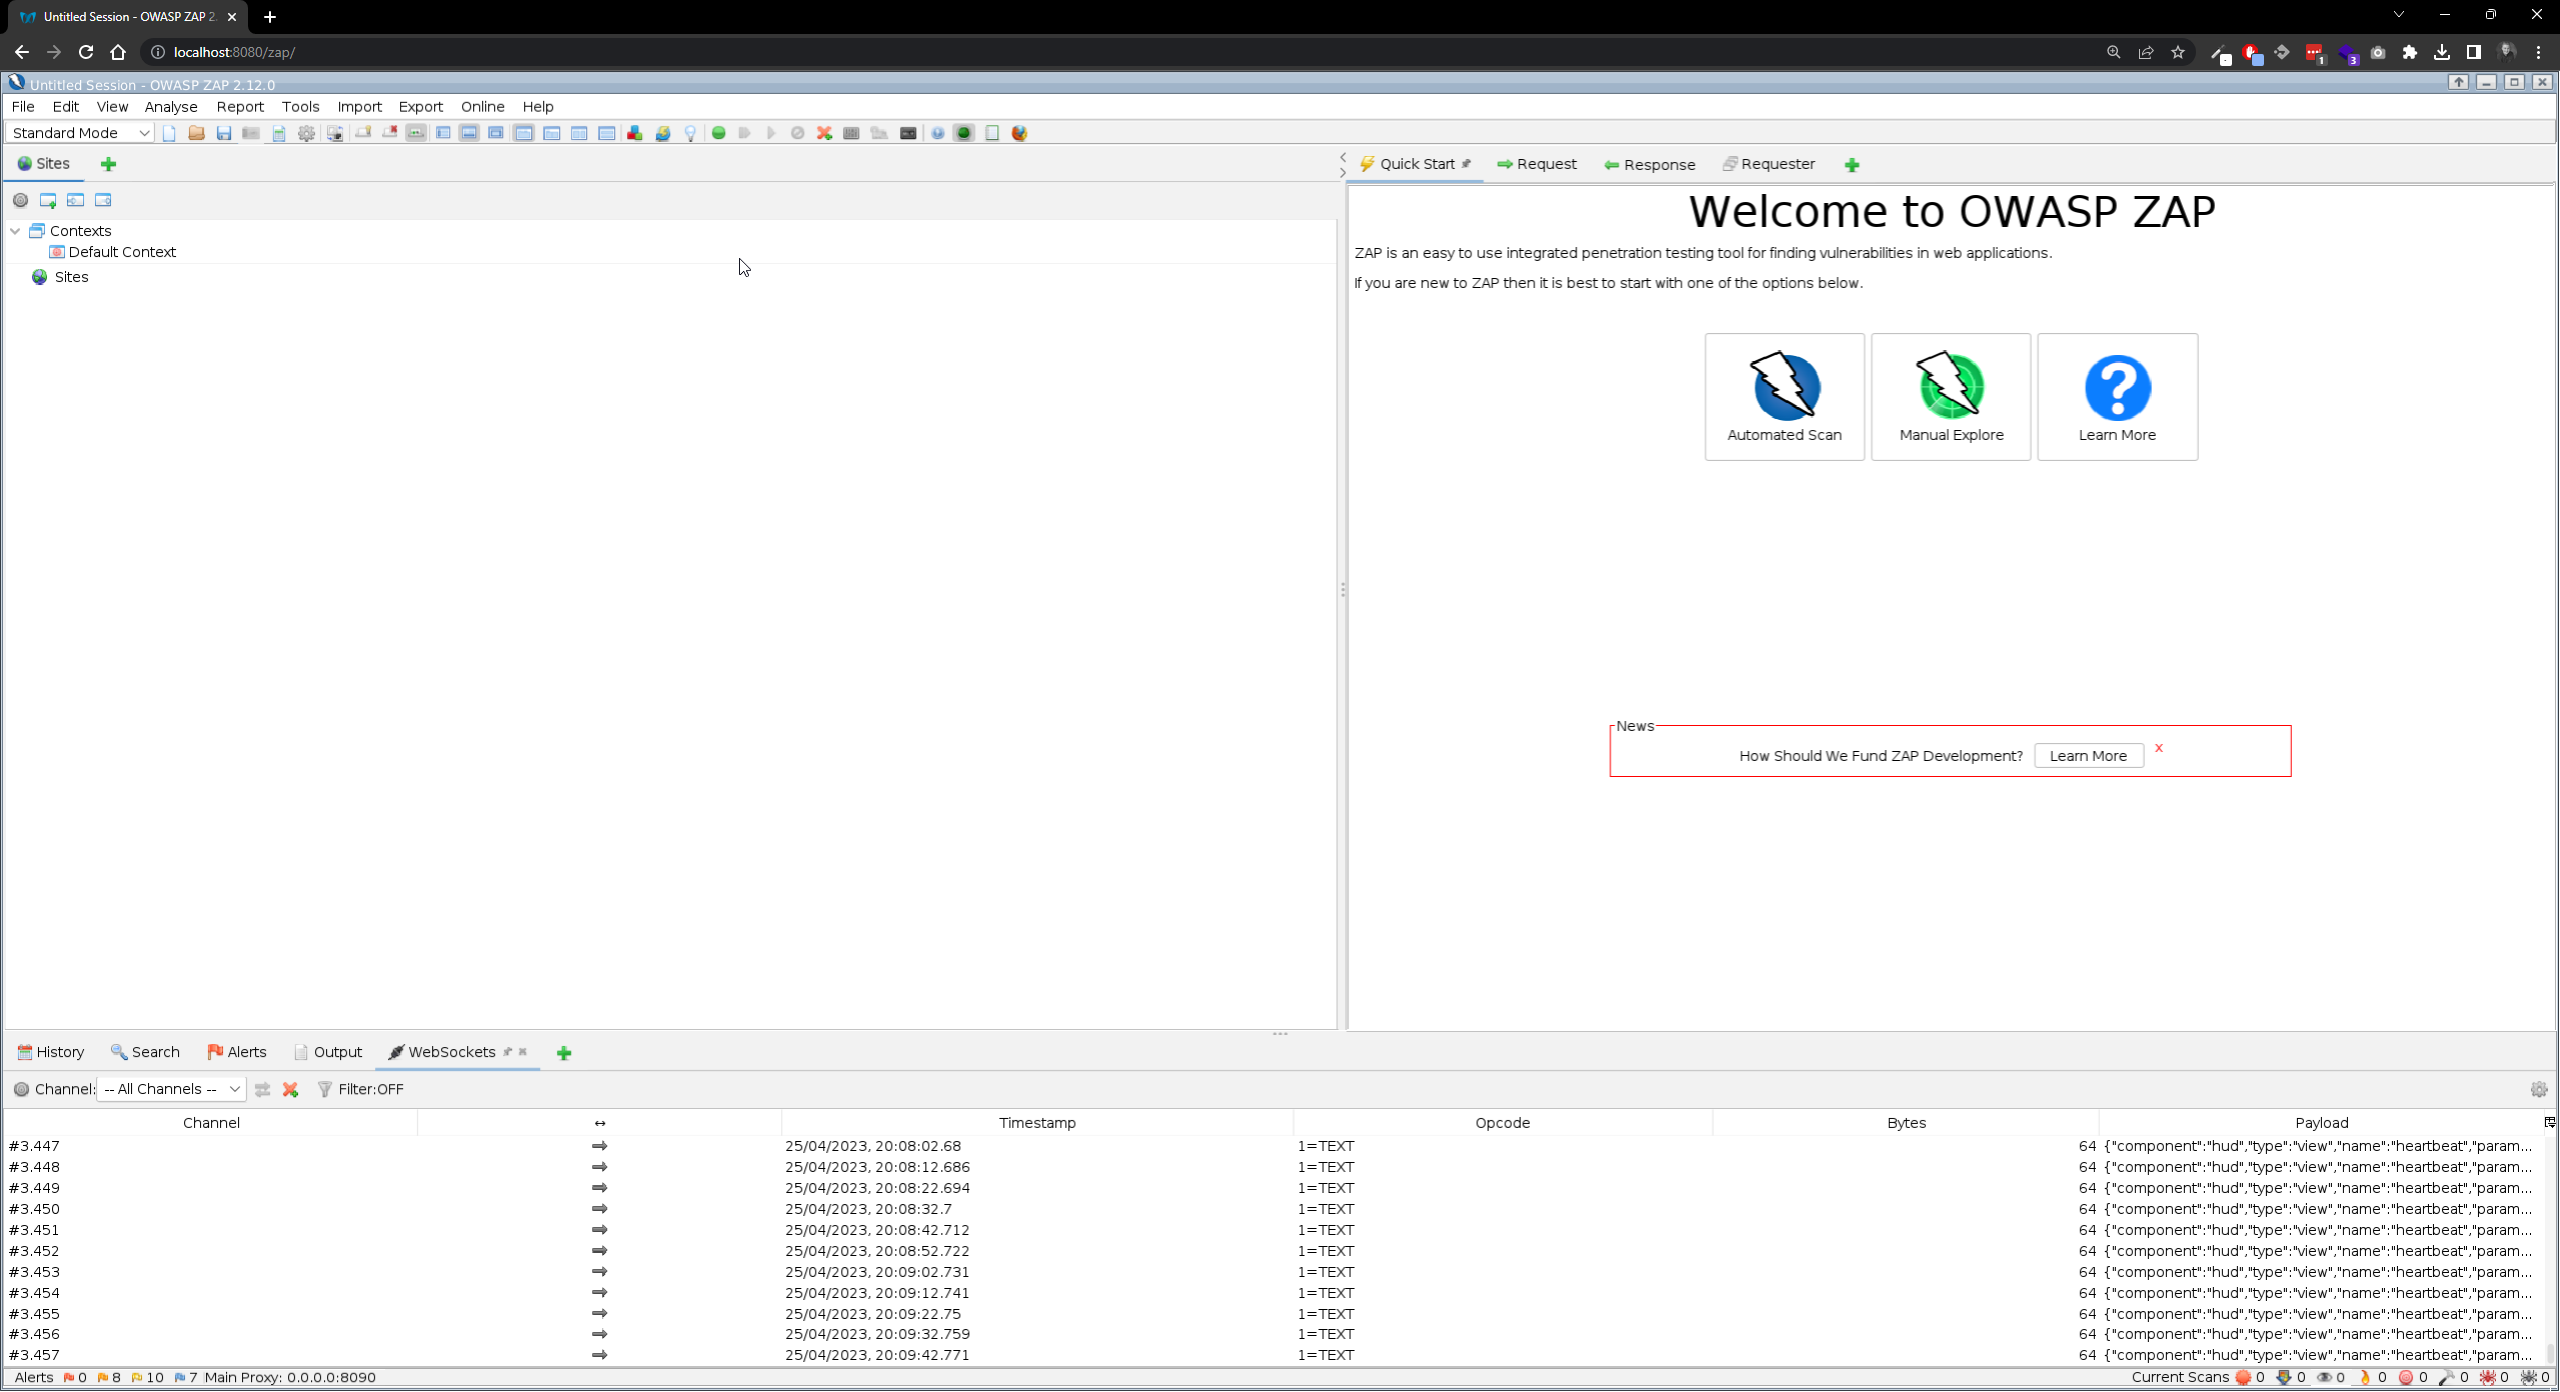 Untitled Session - OWASP ZAP 2.
localhost:8080/zap/
1
3
Untitled Session - OWASP ZAP 2.12.0
File Edit View Analyse Report Tools Import Export Online Help
Standard Mode
Sites
Quick Start Request Response Requester
Contexts
Default Context
Sites
Welcome to OWASP ZAP
ZAP is an easy to use integrated penetration testing tool for finding vulnerabilities in web applications.
If you are new to ZAP then it is best to start with one of the options below.
Automated Scan Manual Explore Learn More
News
How Should We Fund ZAP Development? Learn More x
History Search Alerts Output WebSockets
Channel: -- All Channels -- Filter:OFF
Channel ↔ Timestamp Opcode Bytes Payload
#3.447 25/04/2023, 20:08:02.68 1=TEXT 64 {"component":"hud","type":"view","name":"heartbeat","param...
#3.448 25/04/2023, 20:08:12.686 1=TEXT 64 {"component":"hud","type":"view","name":"heartbeat","param...
#3.449 25/04/2023, 20:08:22.694 1=TEXT 64 {"component":"hud","type":"view","name":"heartbeat","param...
#3.450 25/04/2023, 20:08:32.7 1=TEXT 64 {"component":"hud","type":"view","name":"heartbeat","param...
#3.451 25/04/2023, 20:08:42.712 1=TEXT 64 {"component":"hud","type":"view","name":"heartbeat","param...
#3.452 25/04/2023, 20:08:52.722 1=TEXT 64 {"component":"hud","type":"view","name":"heartbeat","param...
#3.453 25/04/2023, 20:09:02.731 1=TEXT 64 {"component":"hud","type":"view","name":"heartbeat","param...
#3.454 25/04/2023, 20:09:12.741 1=TEXT 64 {"component":"hud","type":"view","name":"heartbeat","param...
#3.455 25/04/2023, 20:09:22.75 1=TEXT 64 {"component":"hud","type":"view","name":"heartbeat","param...
#3.456 25/04/2023, 20:09:32.759 1=TEXT 64 {"component":"hud","type":"view","name":"heartbeat","param...
#3.457 25/04/2023, 20:09:42.771 1=TEXT 64 {"component":"hud","type":"view","name":"heartbeat","param...
Alerts 0 8 10 7 Main Proxy: 0.0.0.0:8090 Current Scans 0 0 0 0 0 0 0 0